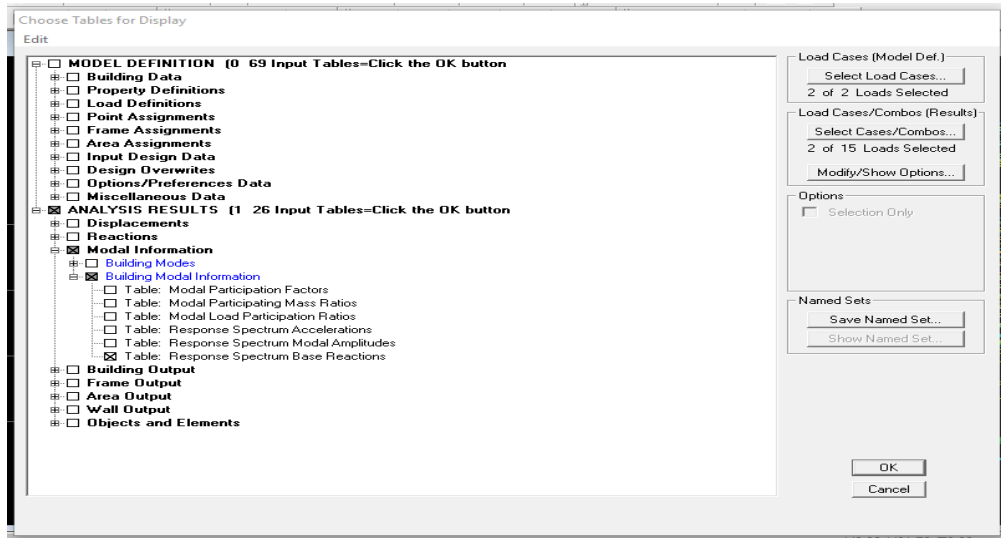 Choose Tables for Display
Edit
MODEL DEFINITION (0 69 Input Tables=Click the OK button
Building Data
Property Definitions
Load Definitions
Point Assignments
Frame Assignments
Area Assignments
Input Design Data
Design Overwrites
Options/Preferences Data
Miscellaneous Data
ANALYSIS RESULTS (1 26 Input Tables=Click the OK button
Displacements
Reactions
Modal Information
Building Modes
Building Modal Information
Table: Modal Participation Factors
Table: Modal Participating Mass Ratios
Table: Modal Load Participation Ratios
Table: Response Spectrum Accelerations
Table: Response Spectrum Modal Amplitudes
Table: Response Spectrum Base Reactions
Building Output
Frame Output
Area Output
Wall Output
Objects and Elements
Load Cases (Model Def.)
Select Load Cases...
2 of 2 Loads Selected
Load Cases/Combos (Results)
Select Cases/Combos...
2 of 15 Loads Selected
Modify/Show Options...
Options
Selection Only
Named Sets
Save Named Set...
Show Named Set...
OK
Cancel